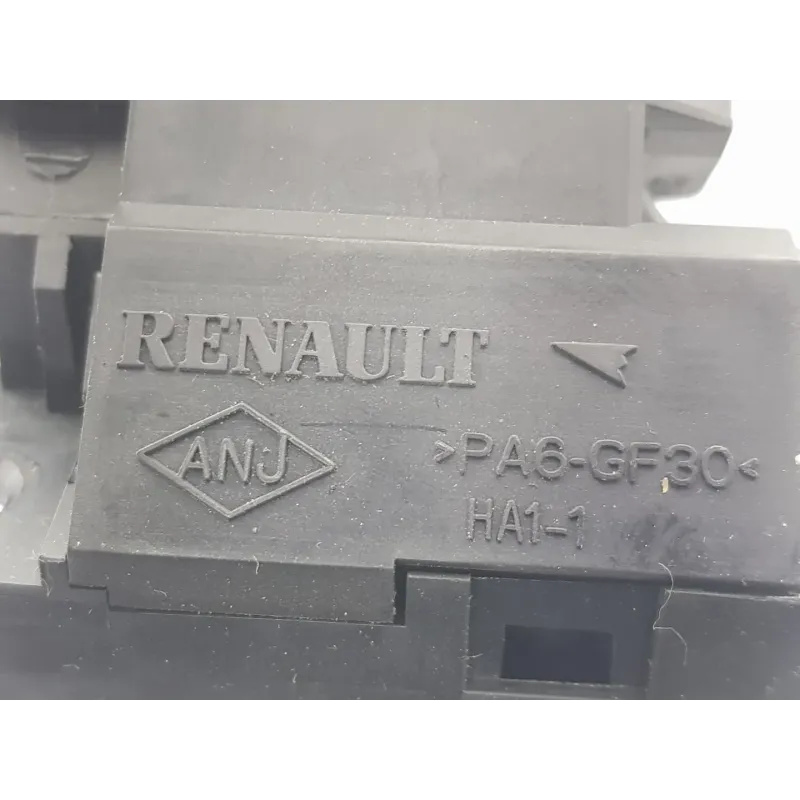 RENAULT
ANJ
>PA6-GF30<
HA1-1